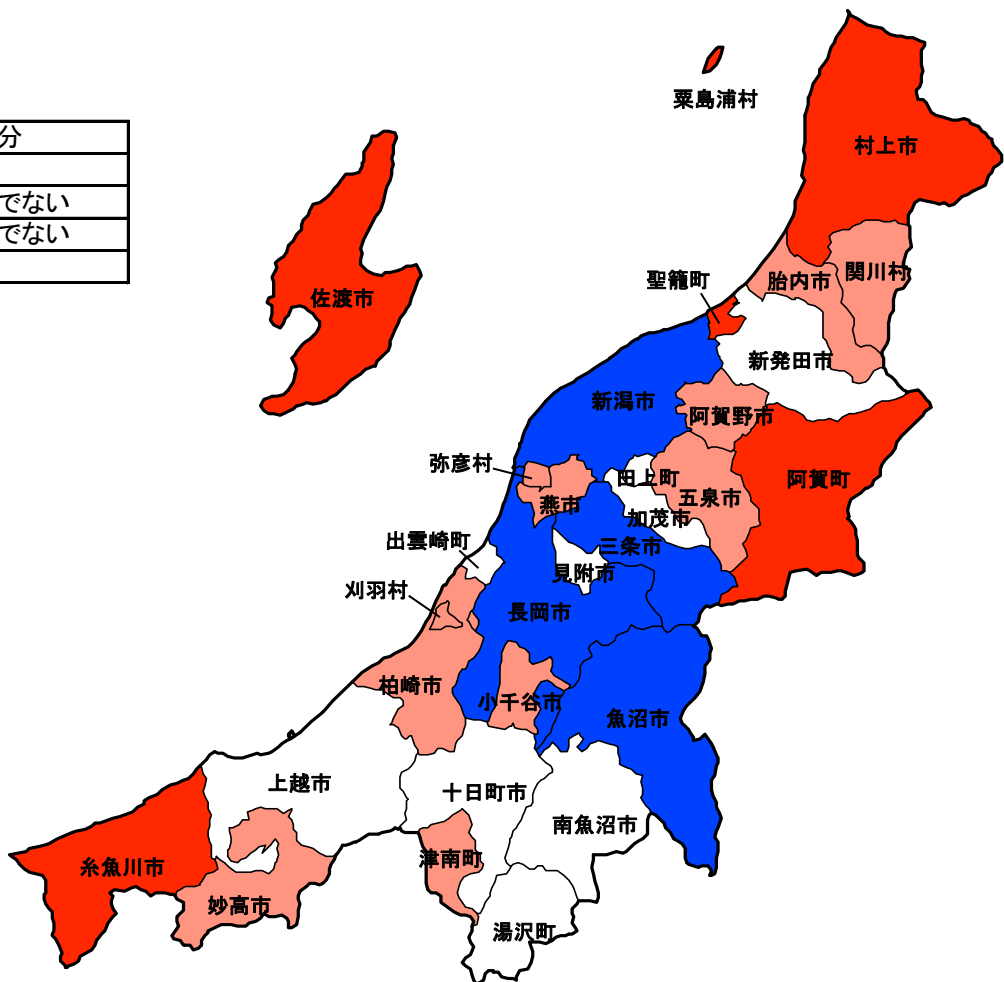 粟島浦村
分
村上市
でない
でない
関川村
胎内市
聖籠町
佐渡市
新発田市
新潟市
阿賀野市
弥彦村
田上町
阿賀町
五泉市
燕市
加茂市
出雲崎町
三条市
見附市
刈羽村
長岡市
柏崎市
小千谷市
魚沼市
上越市
十日町市
南魚沼市
津南町
糸魚川市
妙高市
湯沢町